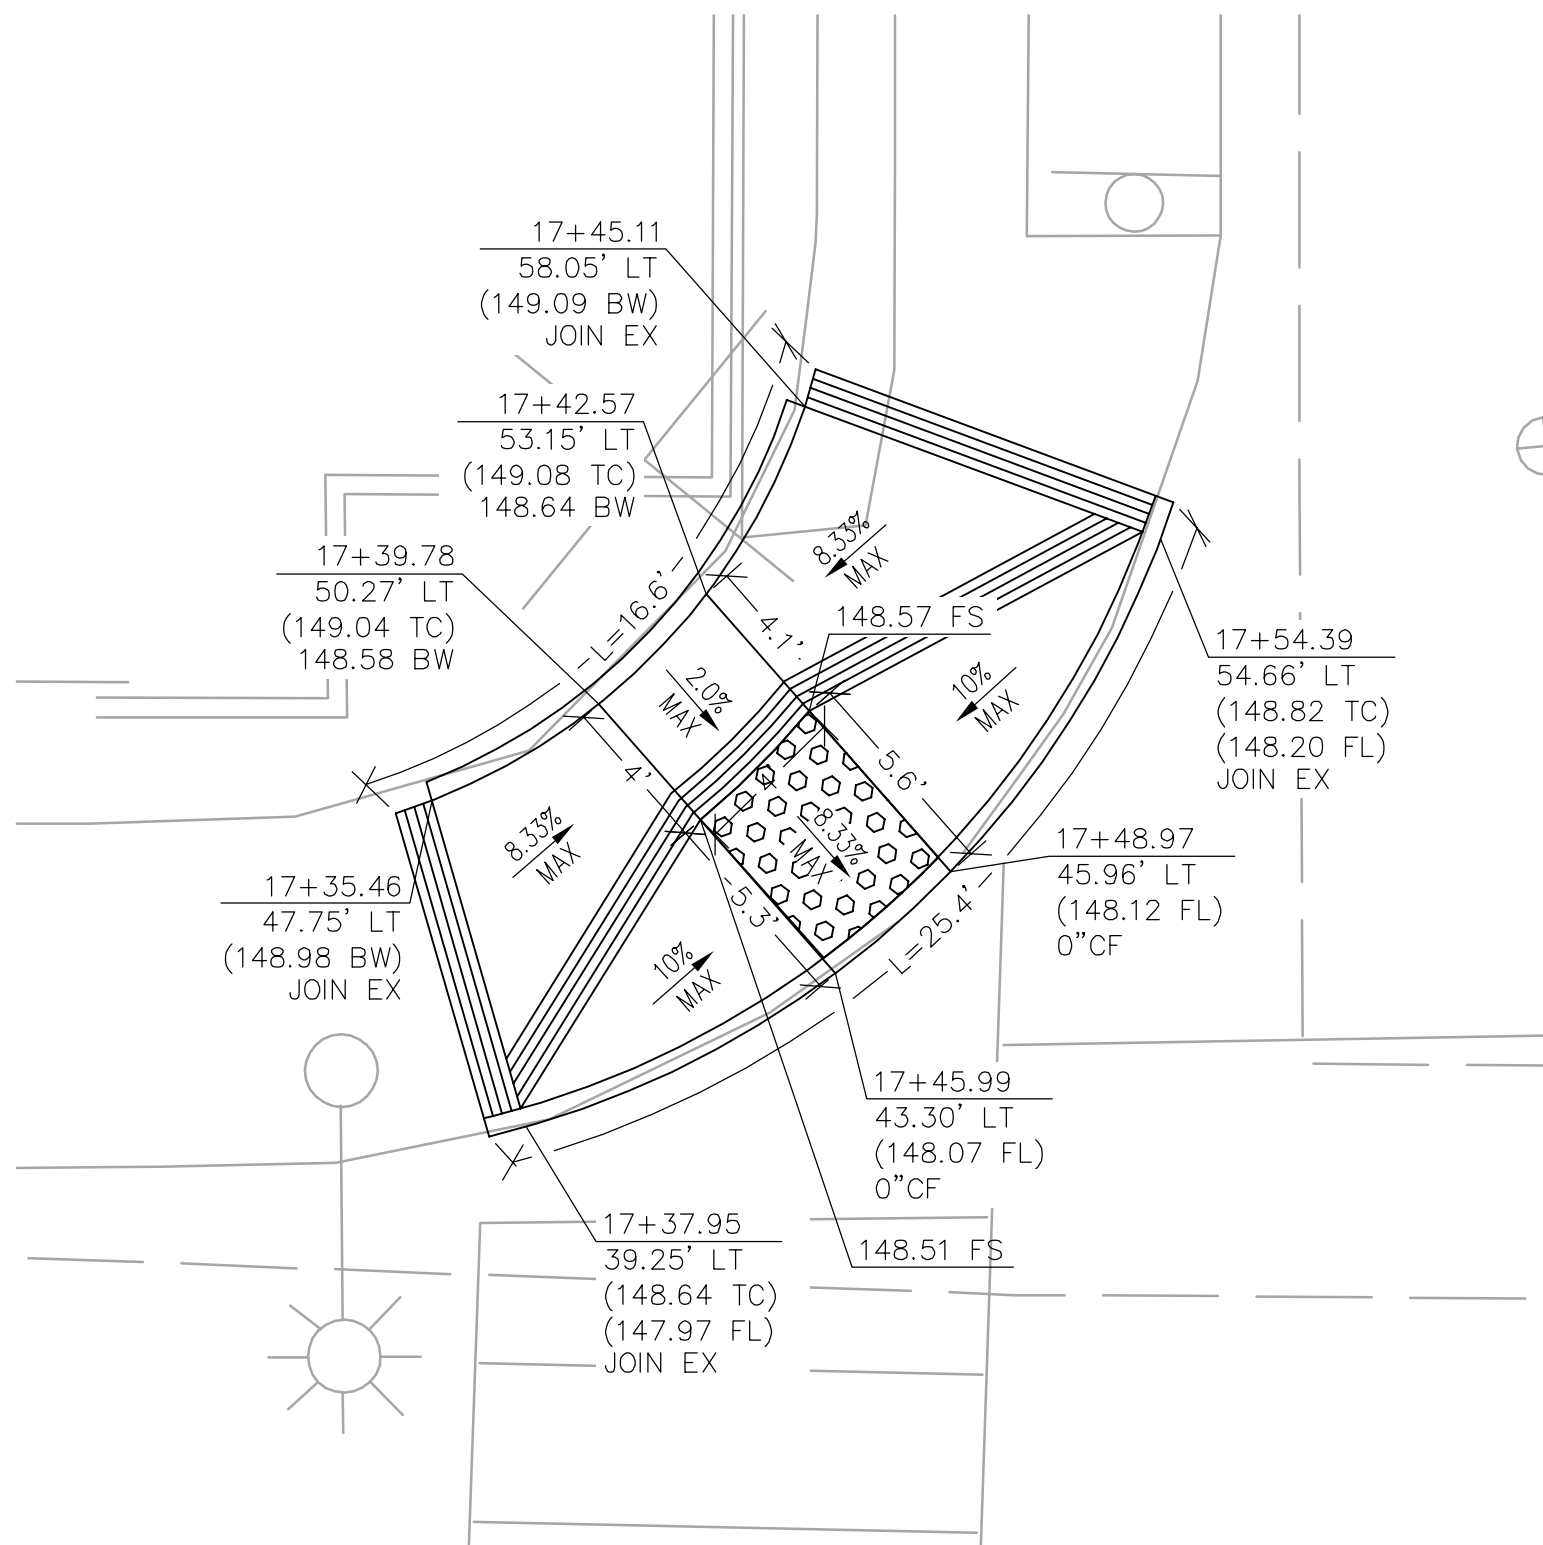 17+45.11
58.05' LT
(149.09 BW)
JOIN EX
17+42.57
53.15' LT
(149.08 TC)
148.64 BW
17+39.78
50.27' LT
(149.04 TC)
148.58 BW
L=16.6'
8.33%
MAX
4.1'
148.57 FS
2.0%
MAX
10%
MAX
17+54.39
54.66' LT
(148.82 TC)
(148.20 FL)
JOIN EX
4'
5.6'
4'
8.33%
MAX
8.33%
MAX
17+48.97
45.96' LT
(148.12 FL)
0"CF
17+35.46
47.75' LT
(148.98 BW)
JOIN EX
5.3'
L=25.4'
10%
MAX
17+45.99
43.30' LT
(148.07 FL)
0"CF
17+37.95
39.25' LT
(148.64 TC)
(147.97 FL)
JOIN EX
148.51 FS